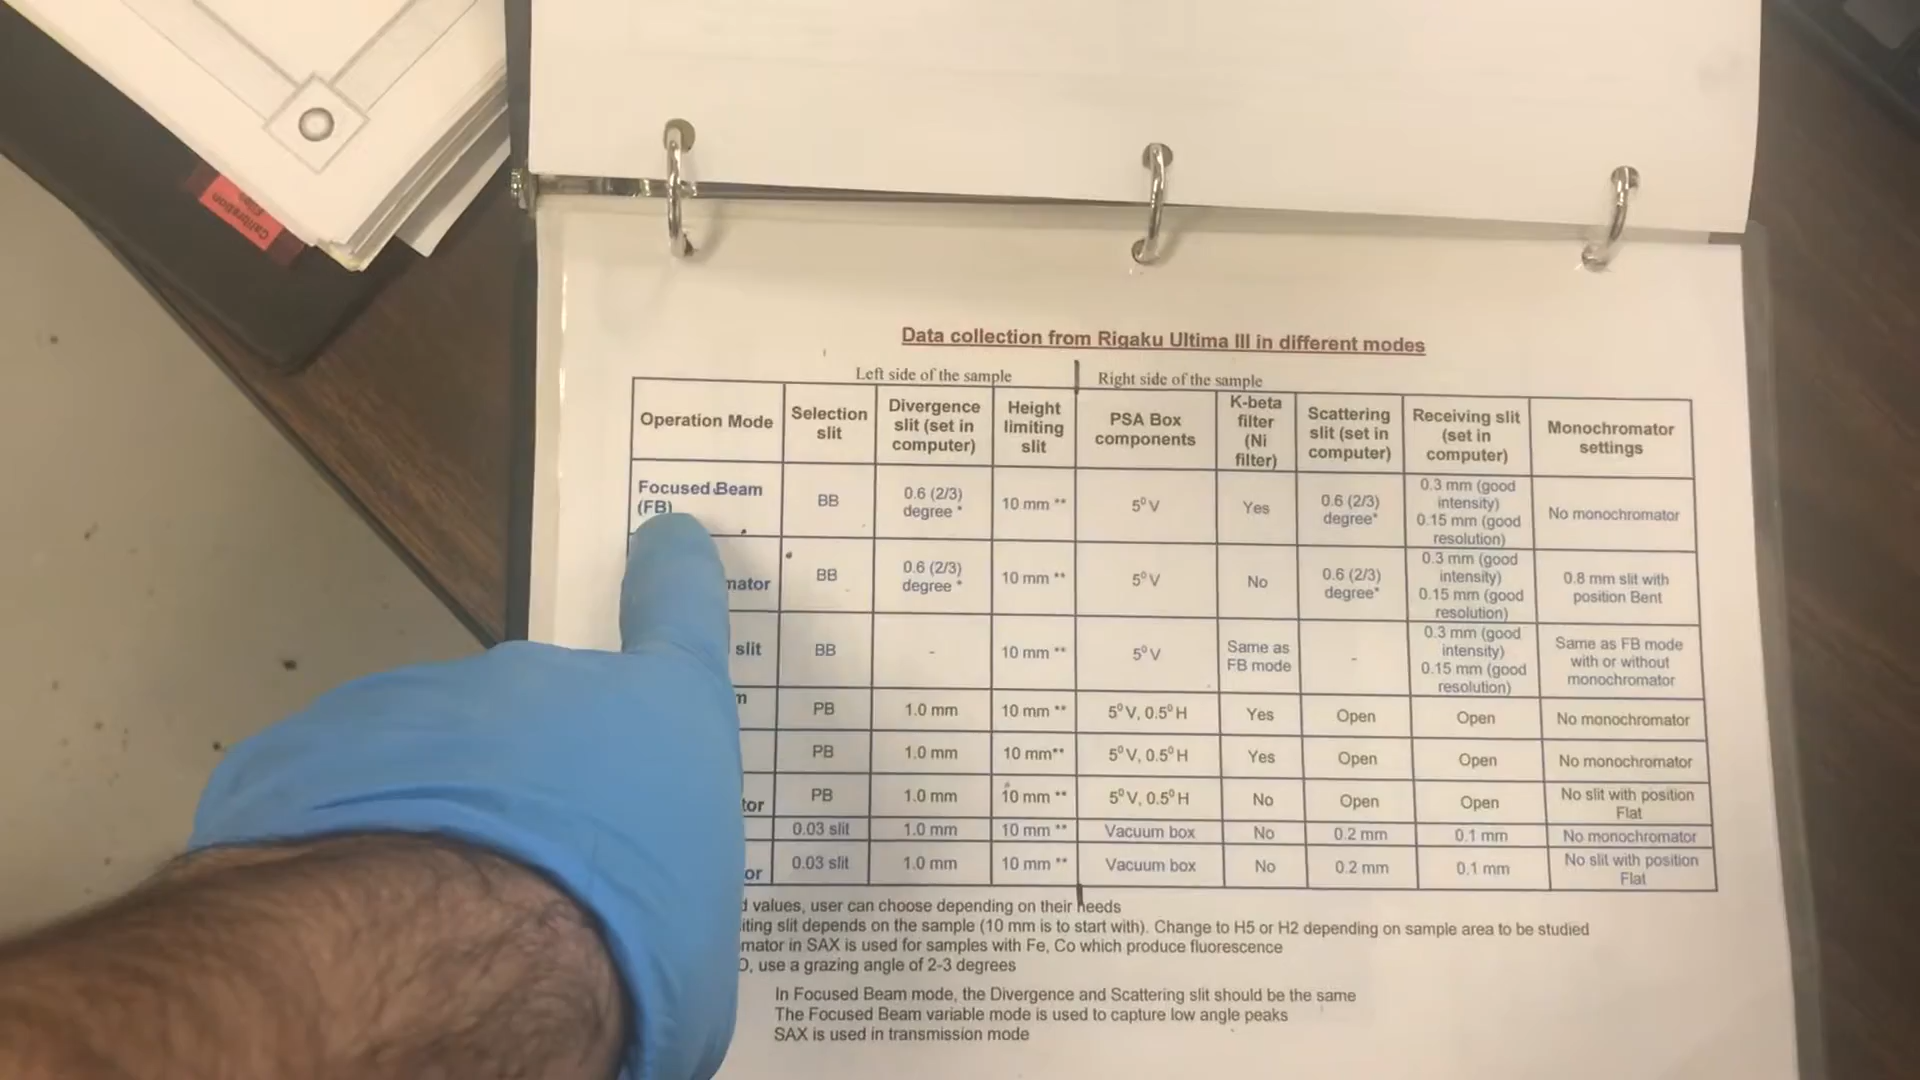 Calibration
Data collection from Rigaku Ultima III in different modes
Left side of the sample
Right side of the sample
Operation Mode
Selection
slit
Divergence
slit (set in
computer)
Height
limiting
slit
PSA Box
components
K-beta
filter
(Ni
filter)
Scattering
slit (set in
computer)
Receiving slit
(set in
computer)
Monochromator
settings
Focused Beam
(FB)
BB
0.6 (2/3)
degree *
10 mm **
5⁰ V
Yes
0.6 (2/3)
degree*
0.3 mm (good
intensity)
0.15 mm (good
resolution)
No monochromator
mator
BB
0.6 (2/3)
degree *
10 mm **
5⁰ V
No
0.6 (2/3)
degree*
0.3 mm (good
intensity)
0.15 mm (good
resolution)
0.8 mm slit with
position Bent
slit
BB
-
10 mm **
5⁰ V
Same as
FB mode
-
0.3 mm (good
intensity)
0.15 mm (good
resolution)
Same as FB mode
with or without
monochromator
m
PB
1.0 mm
10 mm **
5⁰ V, 0.5⁰ H
Yes
Open
Open
No monochromator
PB
1.0 mm
10 mm**
5⁰ V, 0.5⁰ H
Yes
Open
Open
No monochromator
tor
PB
1.0 mm
10 mm **
5⁰ V, 0.5⁰ H
No
Open
Open
No slit with position
Flat
0.03 slit
1.0 mm
10 mm **
Vacuum box
No
0.2 mm
0.1 mm
No monochromator
or
0.03 slit
1.0 mm
10 mm **
Vacuum box
No
0.2 mm
0.1 mm
No slit with position
Flat
d values, user can choose depending on their needs
iting slit depends on the sample (10 mm is to start with). Change to H5 or H2 depending on sample area to be studied
mator in SAX is used for samples with Fe, Co which produce fluorescence
D, use a grazing angle of 2-3 degrees
In Focused Beam mode, the Divergence and Scattering slit should be the same
The Focused Beam variable mode is used to capture low angle peaks
SAX is used in transmission mode